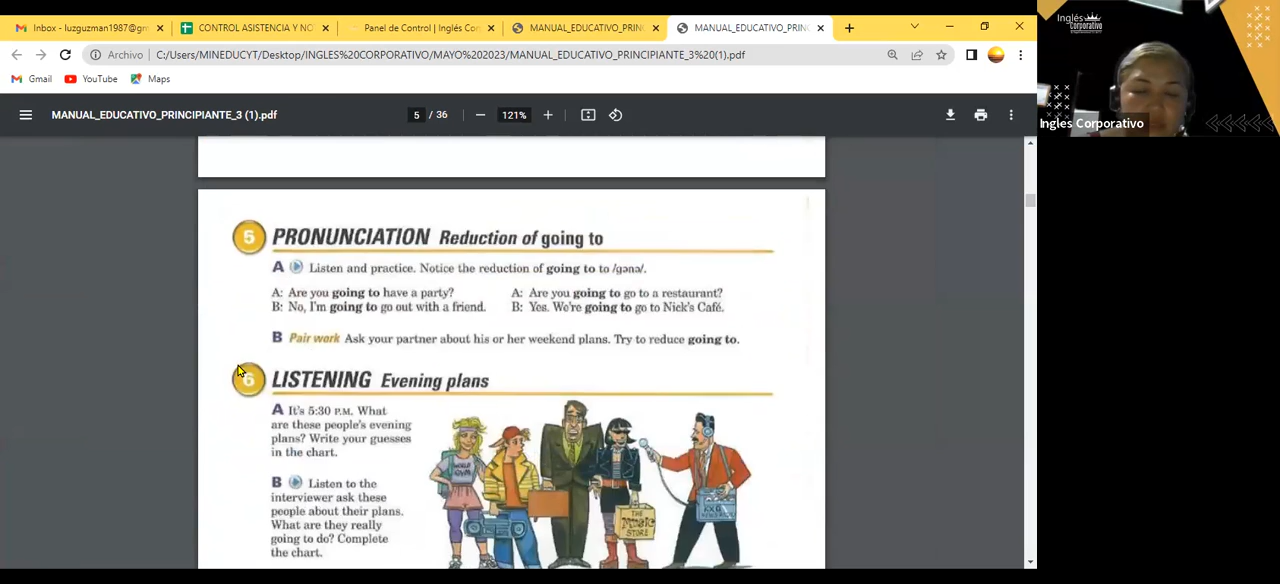 Inbox - luzguzman1987@gm
CONTROL ASISTENCIA Y NO
Panel de Control | Inglés Con
MANUAL_EDUCATIVO_PRIN
MANUAL_EDUCATIVO_PRIN
Archivo
C:/Users/MINEDUCYT/Desktop/INGLES%20CORPORATIVO/MAYO%202023/MANUAL_EDUCATIVO_PRINCIPIANTE_3%20(1).pdf
Gmail
YouTube
Maps
MANUAL_EDUCATIVO_PRINCIPIANTE_3 (1).pdf
5 / 36
121%
Inglés
Corporativo
Ingles Corporativo
5 PRONUNCIATION Reduction of going to
A Listen and practice. Notice the reduction of going to to /gənə/.
A: Are you going to have a party?
B: No, I'm going to go out with a friend.
A: Are you going to go to a restaurant?
B: Yes. We're going to go to Nick's Café.
B Pair work Ask your partner about his or her weekend plans. Try to reduce going to.
6 LISTENING Evening plans
A It's 5:30 P.M. What
are these people's evening
plans? Write your guesses
in the chart.
B Listen to the
interviewer ask these
people about their plans.
What are they really
going to do? Complete
the chart.
WORLD
GYM
THE
MUSIC
STORE